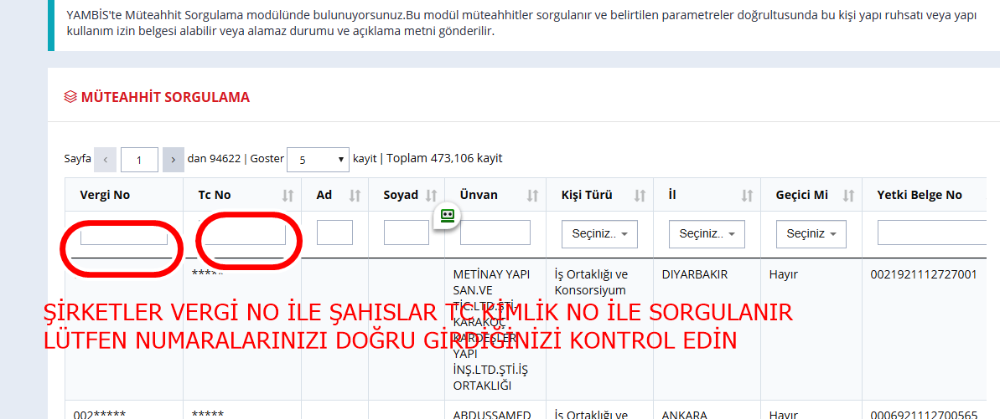 YAMBİS'te Müteahhit Sorgulama modülünde bulunuyorsunuz.Bu modül müteahhitler sorgulanır ve belirtilen parametreler doğrultusunda bu kişi yapı ruhsatı veya yapı
kullanım izin belgesi alabilir veya alamaz durumu ve açıklama metni gönderilir.
MÜTEAHHİT SORGULAMA
Sayfa < 1 > dan 94622 | Goster 5 kayit | Toplam 473,106 kayit
Vergi No Tc No Ad Soyad Ünvan Kişi Türü İl Geçici Mi Yetki Belge No
Seçiniz.. Seçiniz.. Seçiniz
***** METİNAY YAPI İş Ortaklığı ve DIYARBAKIR Hayır 0021921112727001
SAN.VE Konsorsiyum
TİC.LTD.ŞTİ-
ŞİRKETLER VERGİ NO İLE ŞAHISLAR TC KİMLİK NO İLE SORGULANIR
KARAKOÇ
KARDEŞLER
LÜTFEN NUMARALARINIZI DOĞRU GİRDİĞİNİZİ KONTROL EDİN
YAPI
İNŞ.LTD.ŞTİ.İŞ
ORTAKLIĞI
002***** ***** ABDUSSAMED İş Ortaklığı ve ANKARA Hayır 0006921112700565